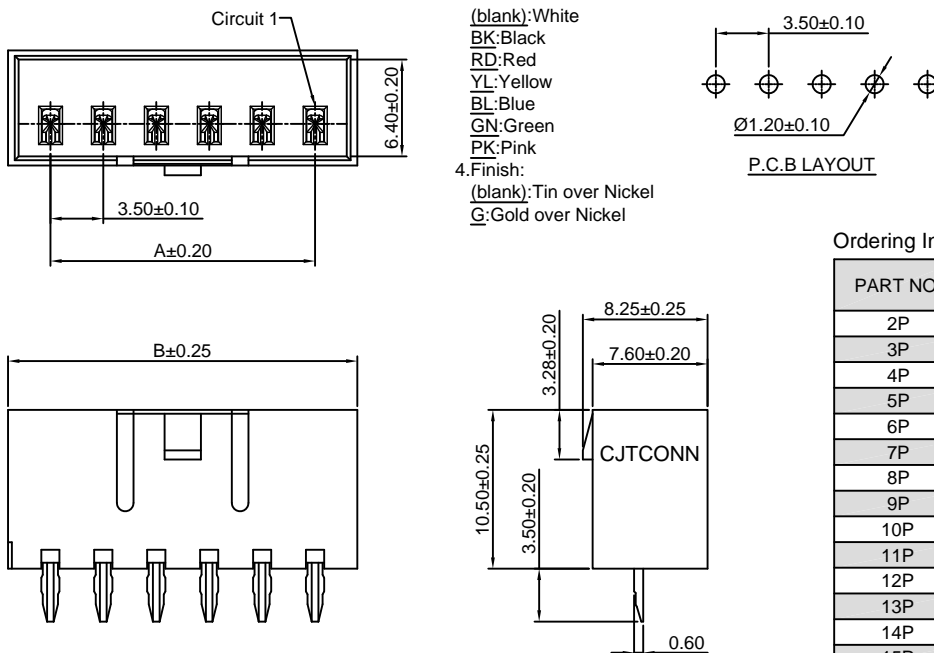 Circuit 1
6.40±0.20
3.50±0.10
A±0.20
(blank):White
BK:Black
RD:Red
YL:Yellow
BL:Blue
GN:Green
PK:Pink
4.Finish:
(blank):Tin over Nickel
G:Gold over Nickel
3.50±0.10
Ø1.20±0.10
P.C.B LAYOUT
B±0.25
8.25±0.25
7.60±0.20
3.28±0.20
CJTCONN
10.50±0.25
3.50±0.20
0.60
Ordering
PART NO
2P
3P
4P
5P
6P
7P
8P
9P
10P
11P
12P
13P
14P